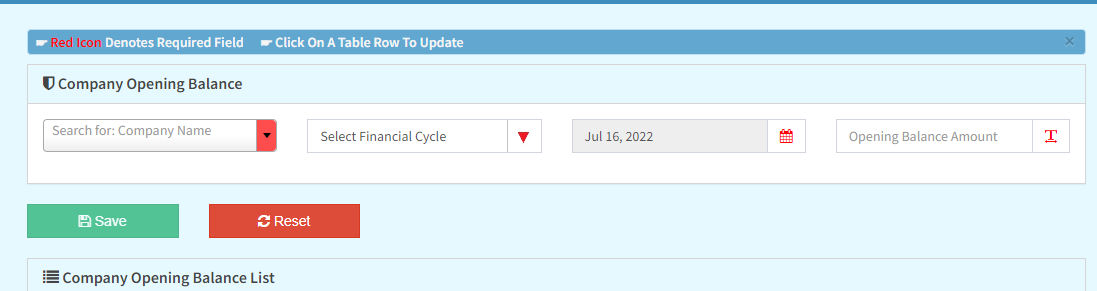 Red Icon Denotes Required Field Click On A Table Row To Update ×
Company Opening Balance
Search for: Company Name Select Financial Cycle Jul 16, 2022 Opening Balance Amount
Save Reset
Company Opening Balance List